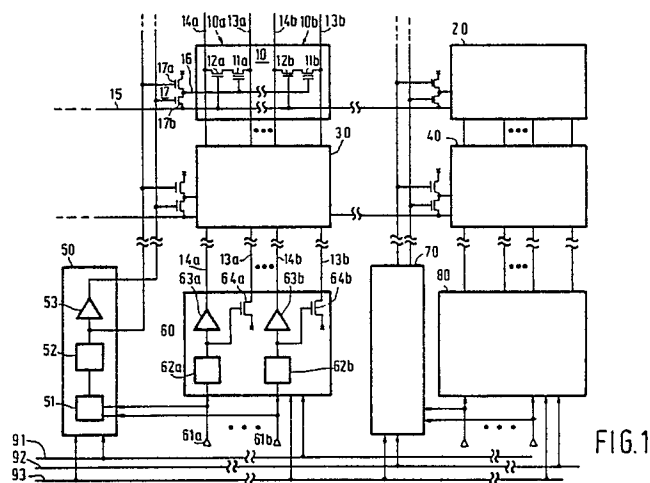 14a 13a 14b 13b
10a 10b 20
12a 11a 10 12b 11b
17a 16
17
15
17b
30 40
50 70
14a 13a 14b 13b 80
63a 64a 63b 64b
53
60
52
62a 62b
51
61a 61b
91
92
93
FIG.1